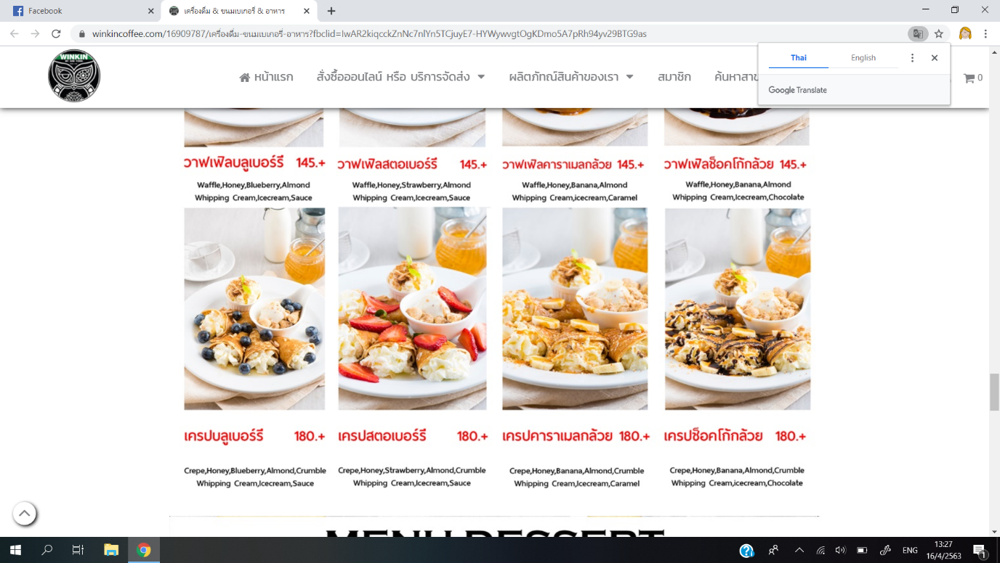 Facebook
เครื่องดื่ม & ขนมเบเกอรี่ & อาหาร
winkincoffee.com/16909787/เครื่องดื่ม-ขนมเบเกอรี่-อาหาร?fbclid=IwAR2kiqcckZnNc7nlYn5TCjuyE7-HYWywvgtOgKDmo5A7pRh94yv29BTG9as
Thai English
Google Translate
WINKIN
หน้าแรก สั่งซื้อออนไลน์ หรือ บริการจัดส่ง ผลิตภัณฑ์สินค้าของเรา สมาชิก ค้นหาสาข 0
วาฟเฟิลบลูเบอร์รี 145.+ วาฟเฟิลสตอเบอร์รี 145.+ วาฟเฟิลคาราเมลกล้วย 145.+ วาฟเฟิลช็อคโก้กล้วย 145.+
Waffle,Honey,Blueberry,Almond Waffle,Honey,Strawberry,Almond Waffle,Honey,Banana,Almond Waffle,Honey,Banana,Almond
Whipping Cream,Icecream,Sauce Whipping Cream,Icecream,Sauce Whipping Cream,icecream,Caramel Whipping Cream,Icecream,Chocolate
เครปบลูเบอร์รี 180.+ เครปสตอเบอร์รี 180.+ เครปคาราเมลกล้วย 180.+ เครปช็อคโก้กล้วย 180.+
Crepe,Honey,Blueberry,Almond,Crumble Crepe,Honey,Strawberry,Almond,Crumble Crepe,Honey,Banana,Almond,Crumble Crepe,Honey,Banana,Almond,Crumble
Whipping Cream,Icecream,Sauce Whipping Cream,Icecream,Sauce Whipping Cream,Icecream,Caramel Whipping Cream,icecream,Chocolate
MENU DESSERT
ENG 13:27
16/4/2563 1